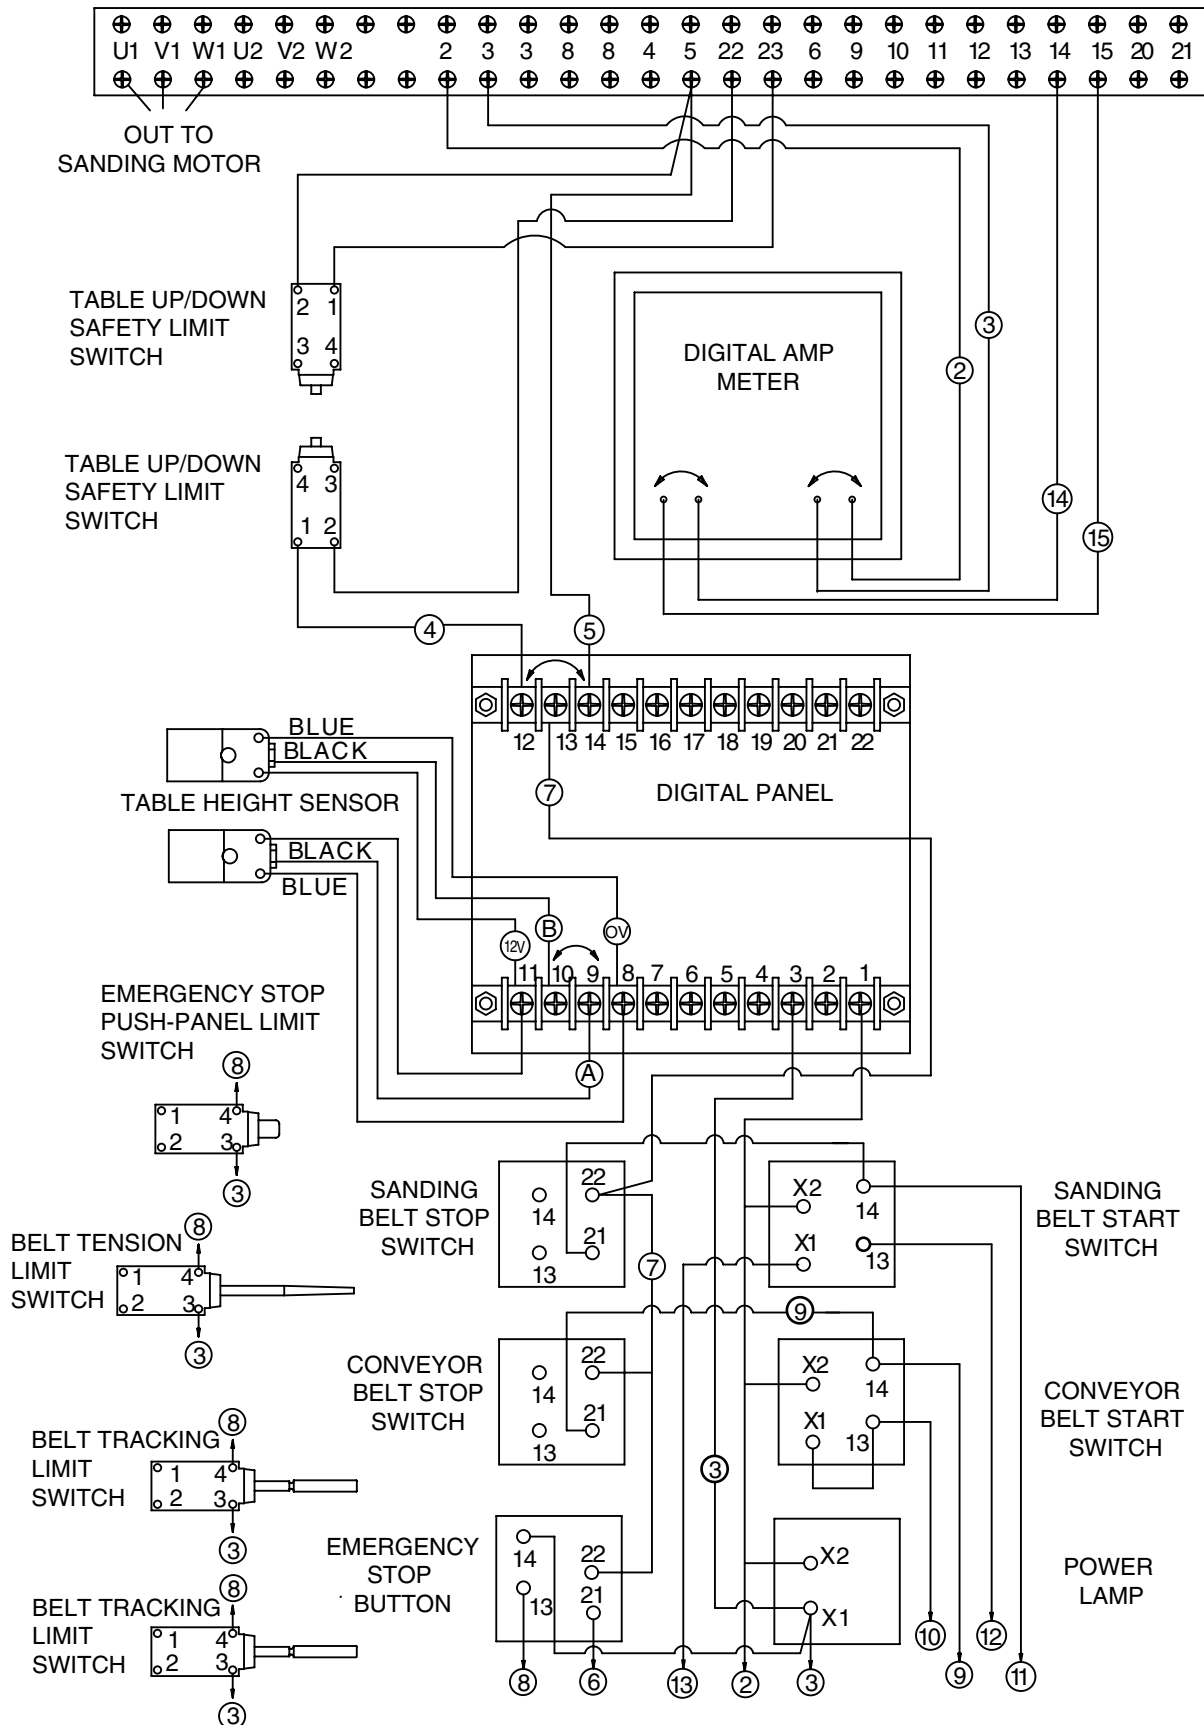 U1 V1 W1 U2 V2 W2 2 3 3 8 8 4 5 22 23 6 9 10 11 12 13 14 15 20 21
OUT TO
SANDING MOTOR
TABLE UP/DOWN
SAFETY LIMIT
SWITCH
2 1
3 4
DIGITAL AMP
METER
3
2
TABLE UP/DOWN
SAFETY LIMIT
SWITCH
4 3
1 2
14
15
4
5
12 13 14 15 16 17 18 19 20 21 22
BLUE
BLACK
7
DIGITAL PANEL
TABLE HEIGHT SENSOR
BLACK
BLUE
12V
B
0V
11 10 9 8 7 6 5 4 3 2 1
A
EMERGENCY STOP
PUSH-PANEL LIMIT
SWITCH
8
1 4
2 3
3
SANDING
BELT STOP
SWITCH
22
14
21
13
X2
14
X1
13
SANDING
BELT START
SWITCH
BELT TENSION
LIMIT
SWITCH
8
1 4
2 3
3
7
9
CONVEYOR
BELT STOP
SWITCH
22
14
21
13
X2
14
X1
13
CONVEYOR
BELT START
SWITCH
BELT TRACKING
LIMIT
SWITCH
8
1 4
2 3
3
3
EMERGENCY
STOP
BUTTON
14
22
13
21
X2
X1
POWER
LAMP
BELT TRACKING
LIMIT
SWITCH
8
1 4
2 3
3
8 6 13 2 3 10 9 12 11